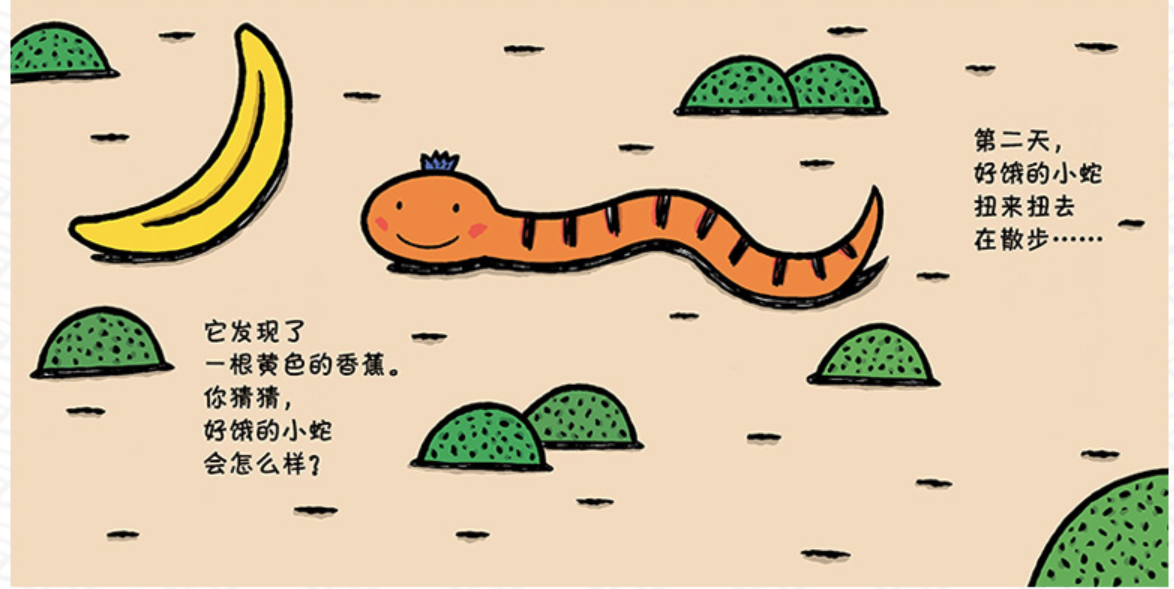 第二天，
好饿的小蛇
扭来扭去
在散步……
它发现了
一根黄色的香蕉。
你猜猜，
好饿的小蛇
会怎么样？